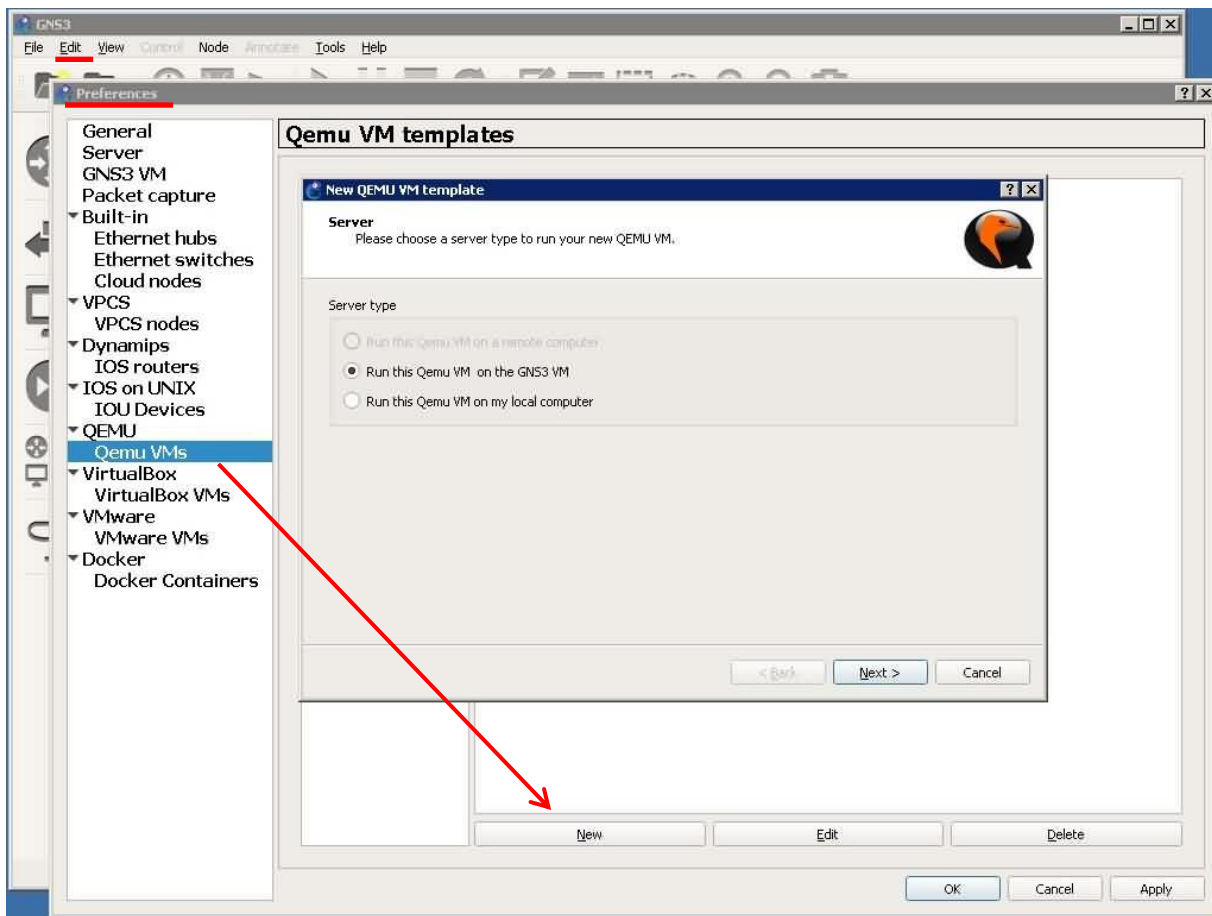 GNS3
File Edit View Control Node Annotate Tools Help
Preferences
General
Server
GNS3 VM
Packet capture
Built-in
Ethernet hubs
Ethernet switches
Cloud nodes
VPCS
VPCS nodes
Dynamips
IOS routers
IOS on UNIX
IOU Devices
QEMU
Qemu VMs
VirtualBox
VirtualBox VMs
VMware
VMware VMs
Docker
Docker Containers
Qemu VM templates
New QEMU VM template
Server
Please choose a server type to run your new QEMU VM.
Server type
Run this Qemu VM on a remote computer
Run this Qemu VM on the GNS3 VM
Run this Qemu VM on my local computer
< Back Next > Cancel
New Edit Delete
OK Cancel Apply